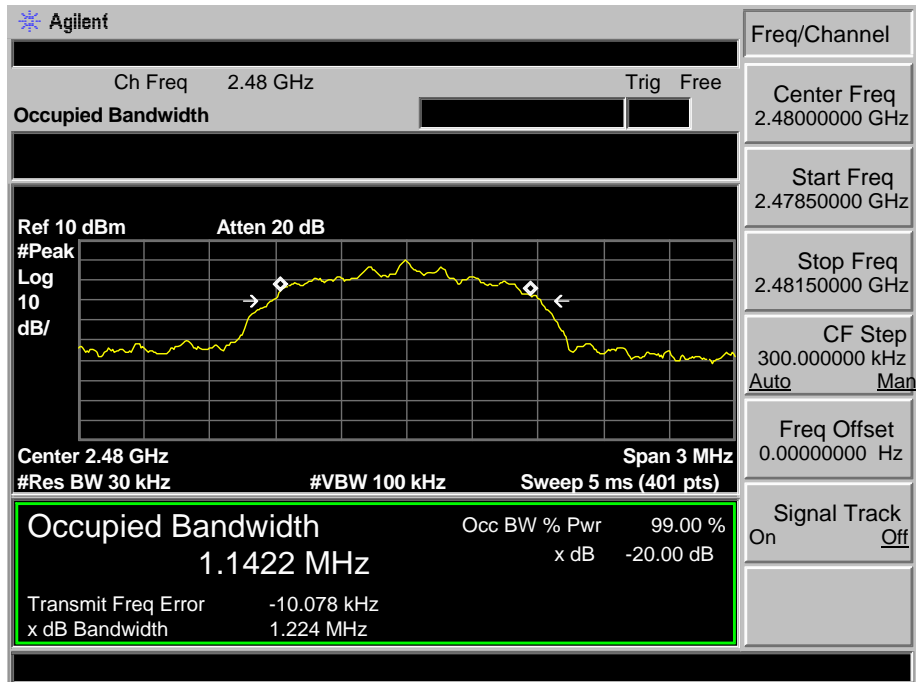 Agilent
Freq/Channel
Ch Freq 2.48 GHz Trig Free
Occupied Bandwidth
Center Freq
2.48000000 GHz
Start Freq
2.47850000 GHz
Ref 10 dBm Atten 20 dB
#Peak
Log
10
dB/
Stop Freq
2.48150000 GHz
CF Step
300.000000 kHz
Auto Man
Freq Offset
0.00000000 Hz
Center 2.48 GHz Span 3 MHz
#Res BW 30 kHz #VBW 100 kHz Sweep 5 ms (401 pts)
Signal Track
On Off
Occupied Bandwidth Occ BW % Pwr 99.00 %
1.1422 MHz x dB -20.00 dB
Transmit Freq Error -10.078 kHz
x dB Bandwidth 1.224 MHz